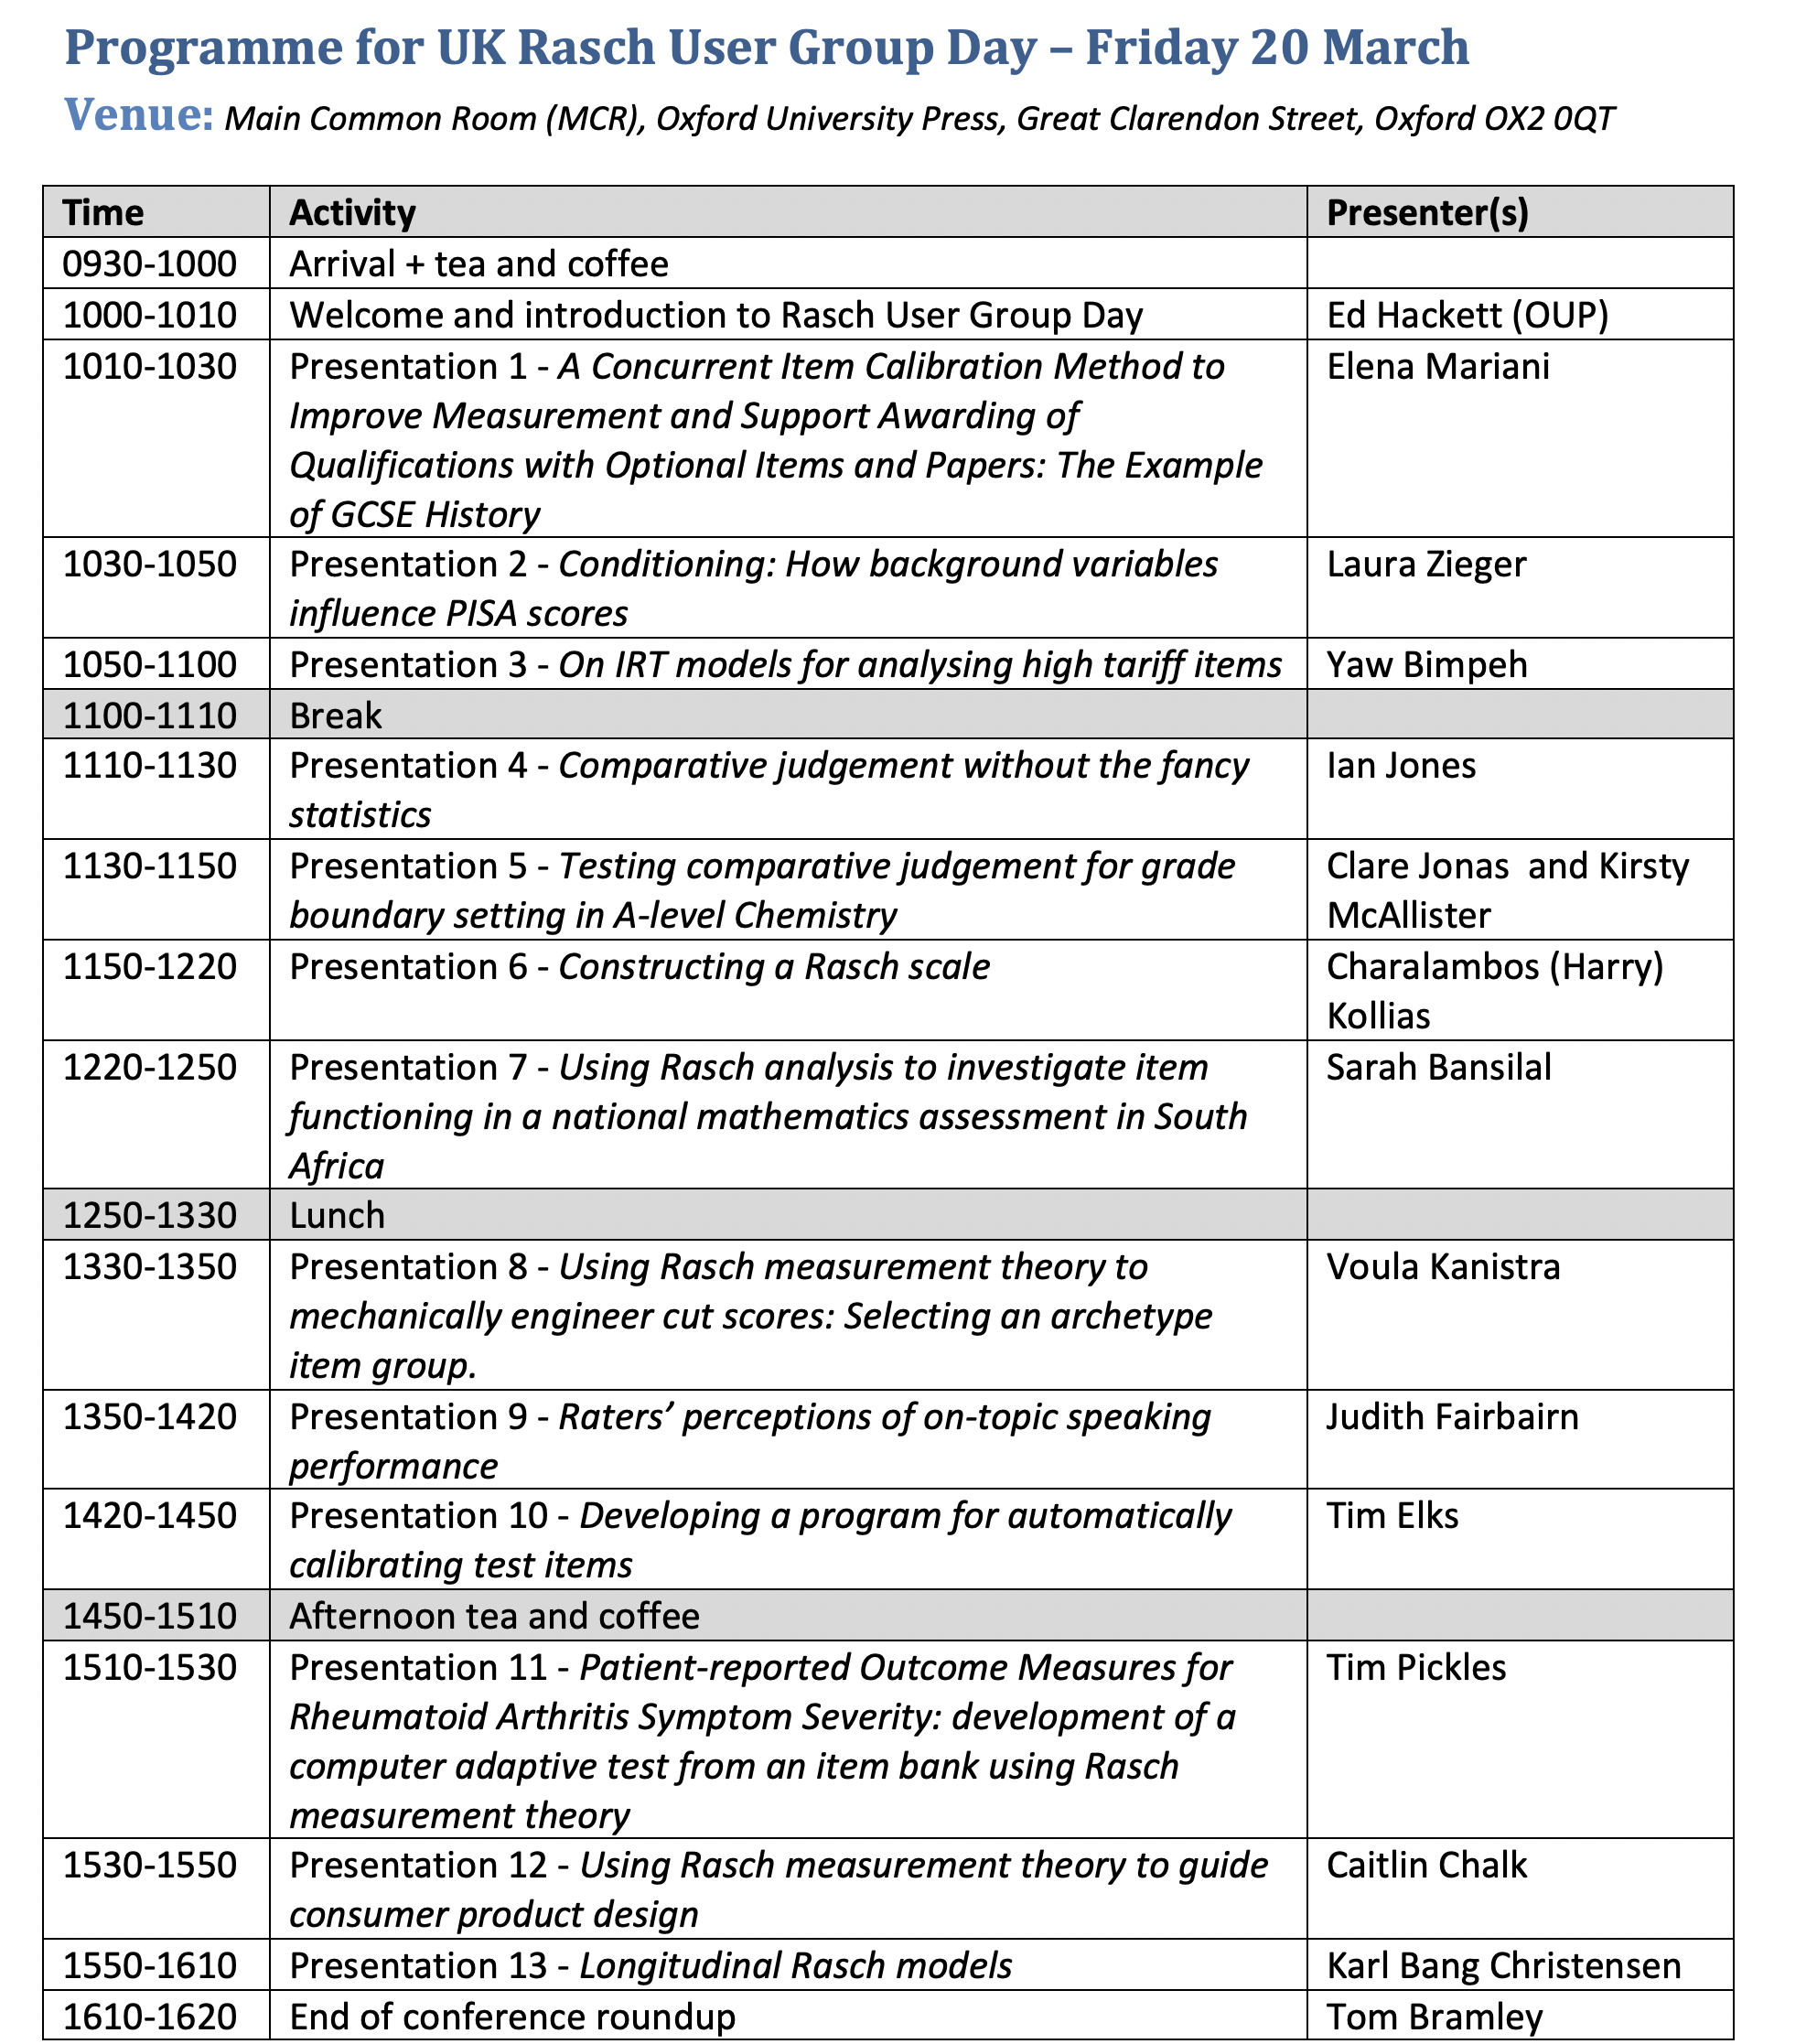 Programme for UK Rasch User Group Day – Friday 20 March
Venue: Main Common Room (MCR), Oxford University Press, Great Clarendon Street, Oxford OX2 0QT
Time Activity Presenter(s)
0930-1000 Arrival + tea and coffee
1000-1010 Welcome and introduction to Rasch User Group Day Ed Hackett (OUP)
1010-1030 Presentation 1 - A Concurrent Item Calibration Method to Elena Mariani
Improve Measurement and Support Awarding of
Qualifications with Optional Items and Papers: The Example
of GCSE History
1030-1050 Presentation 2 - Conditioning: How background variables Laura Zieger
influence PISA scores
1050-1100 Presentation 3 - On IRT models for analysing high tariff items Yaw Bimpeh
1100-1110 Break
1110-1130 Presentation 4 - Comparative judgement without the fancy Ian Jones
statistics
1130-1150 Presentation 5 - Testing comparative judgement for grade Clare Jonas  and Kirsty
boundary setting in A-level Chemistry McAllister
1150-1220 Presentation 6 - Constructing a Rasch scale Charalambos (Harry)
Kollias
1220-1250 Presentation 7 - Using Rasch analysis to investigate item Sarah Bansilal
functioning in a national mathematics assessment in South
Africa
1250-1330 Lunch
1330-1350 Presentation 8 - Using Rasch measurement theory to Voula Kanistra
mechanically engineer cut scores: Selecting an archetype
item group.
1350-1420 Presentation 9 - Raters’ perceptions of on-topic speaking Judith Fairbairn
performance
1420-1450 Presentation 10 - Developing a program for automatically Tim Elks
calibrating test items
1450-1510 Afternoon tea and coffee
1510-1530 Presentation 11 - Patient-reported Outcome Measures for Tim Pickles
Rheumatoid Arthritis Symptom Severity: development of a
computer adaptive test from an item bank using Rasch
measurement theory
1530-1550 Presentation 12 - Using Rasch measurement theory to guide Caitlin Chalk
consumer product design
1550-1610 Presentation 13 - Longitudinal Rasch models Karl Bang Christensen
1610-1620 End of conference roundup Tom Bramley